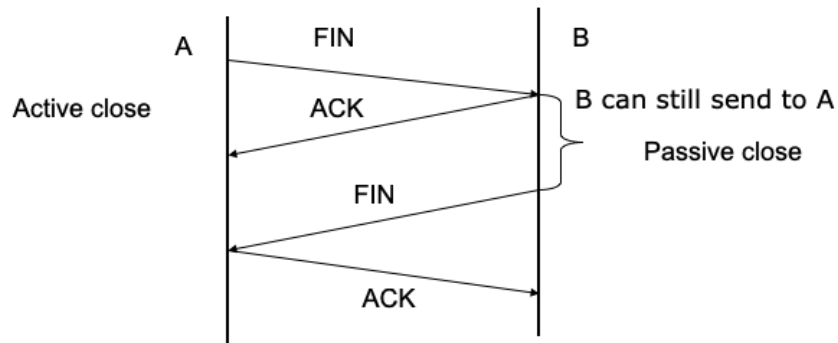 FIN
A
B
B can still send to A
ACK
Active close
Passive close
FIN
ACK